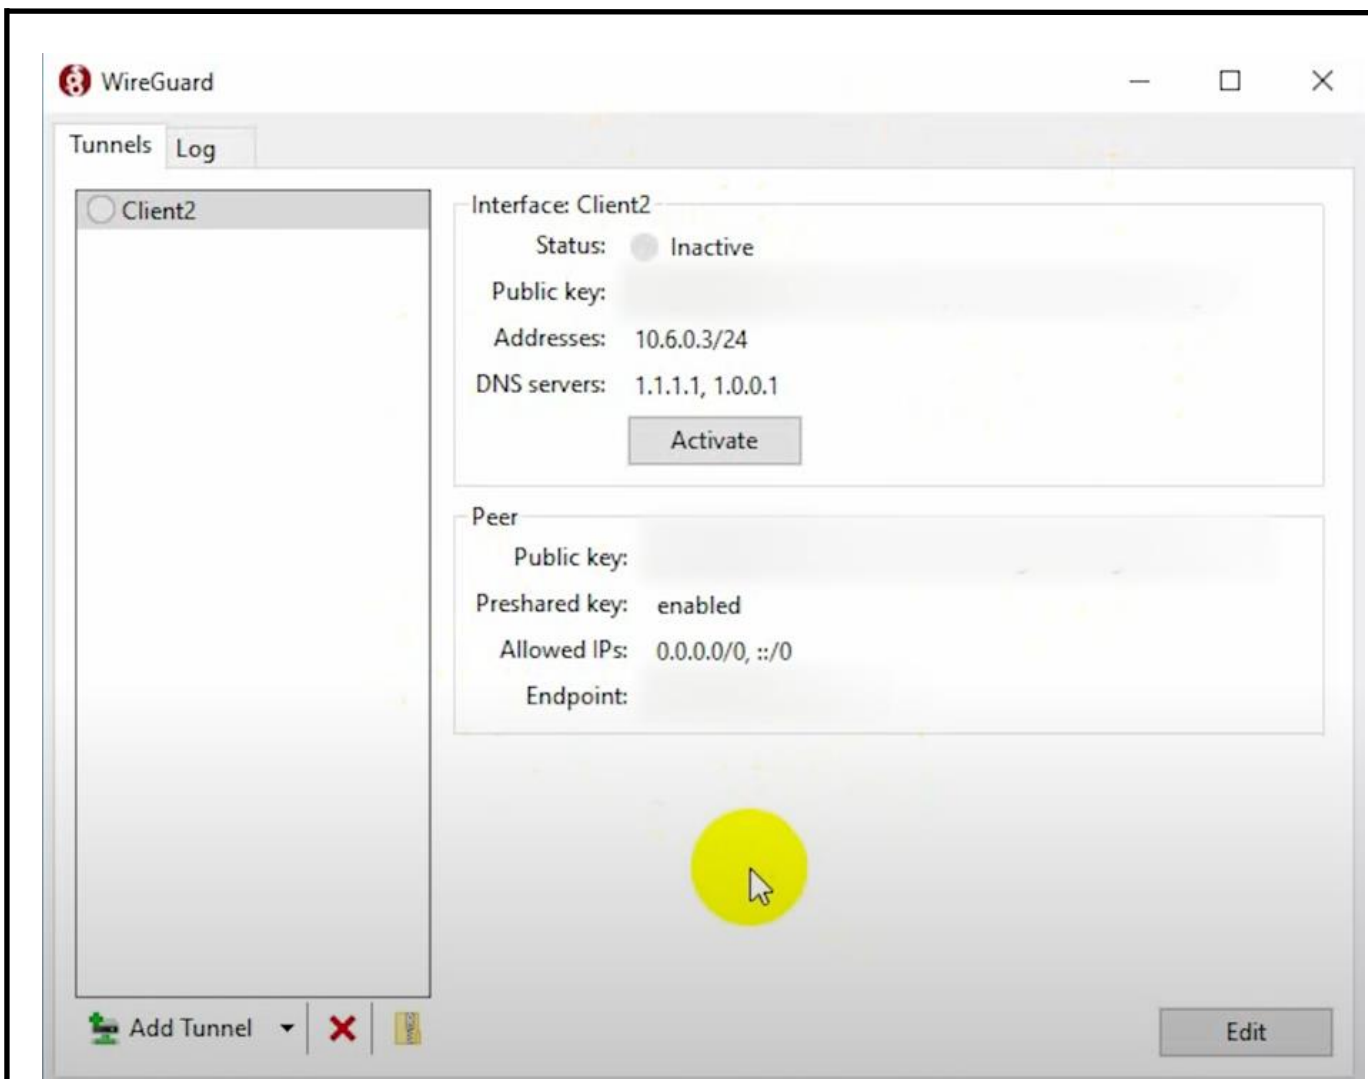 WireGuard
Tunnels Log
Client2
Interface: Client2
Status: Inactive
Public key:
Addresses: 10.6.0.3/24
DNS servers: 1.1.1.1, 1.0.0.1
Activate
Peer
Public key:
Preshared key: enabled
Allowed IPs: 0.0.0.0/0, ::/0
Endpoint:
Add Tunnel
Edit